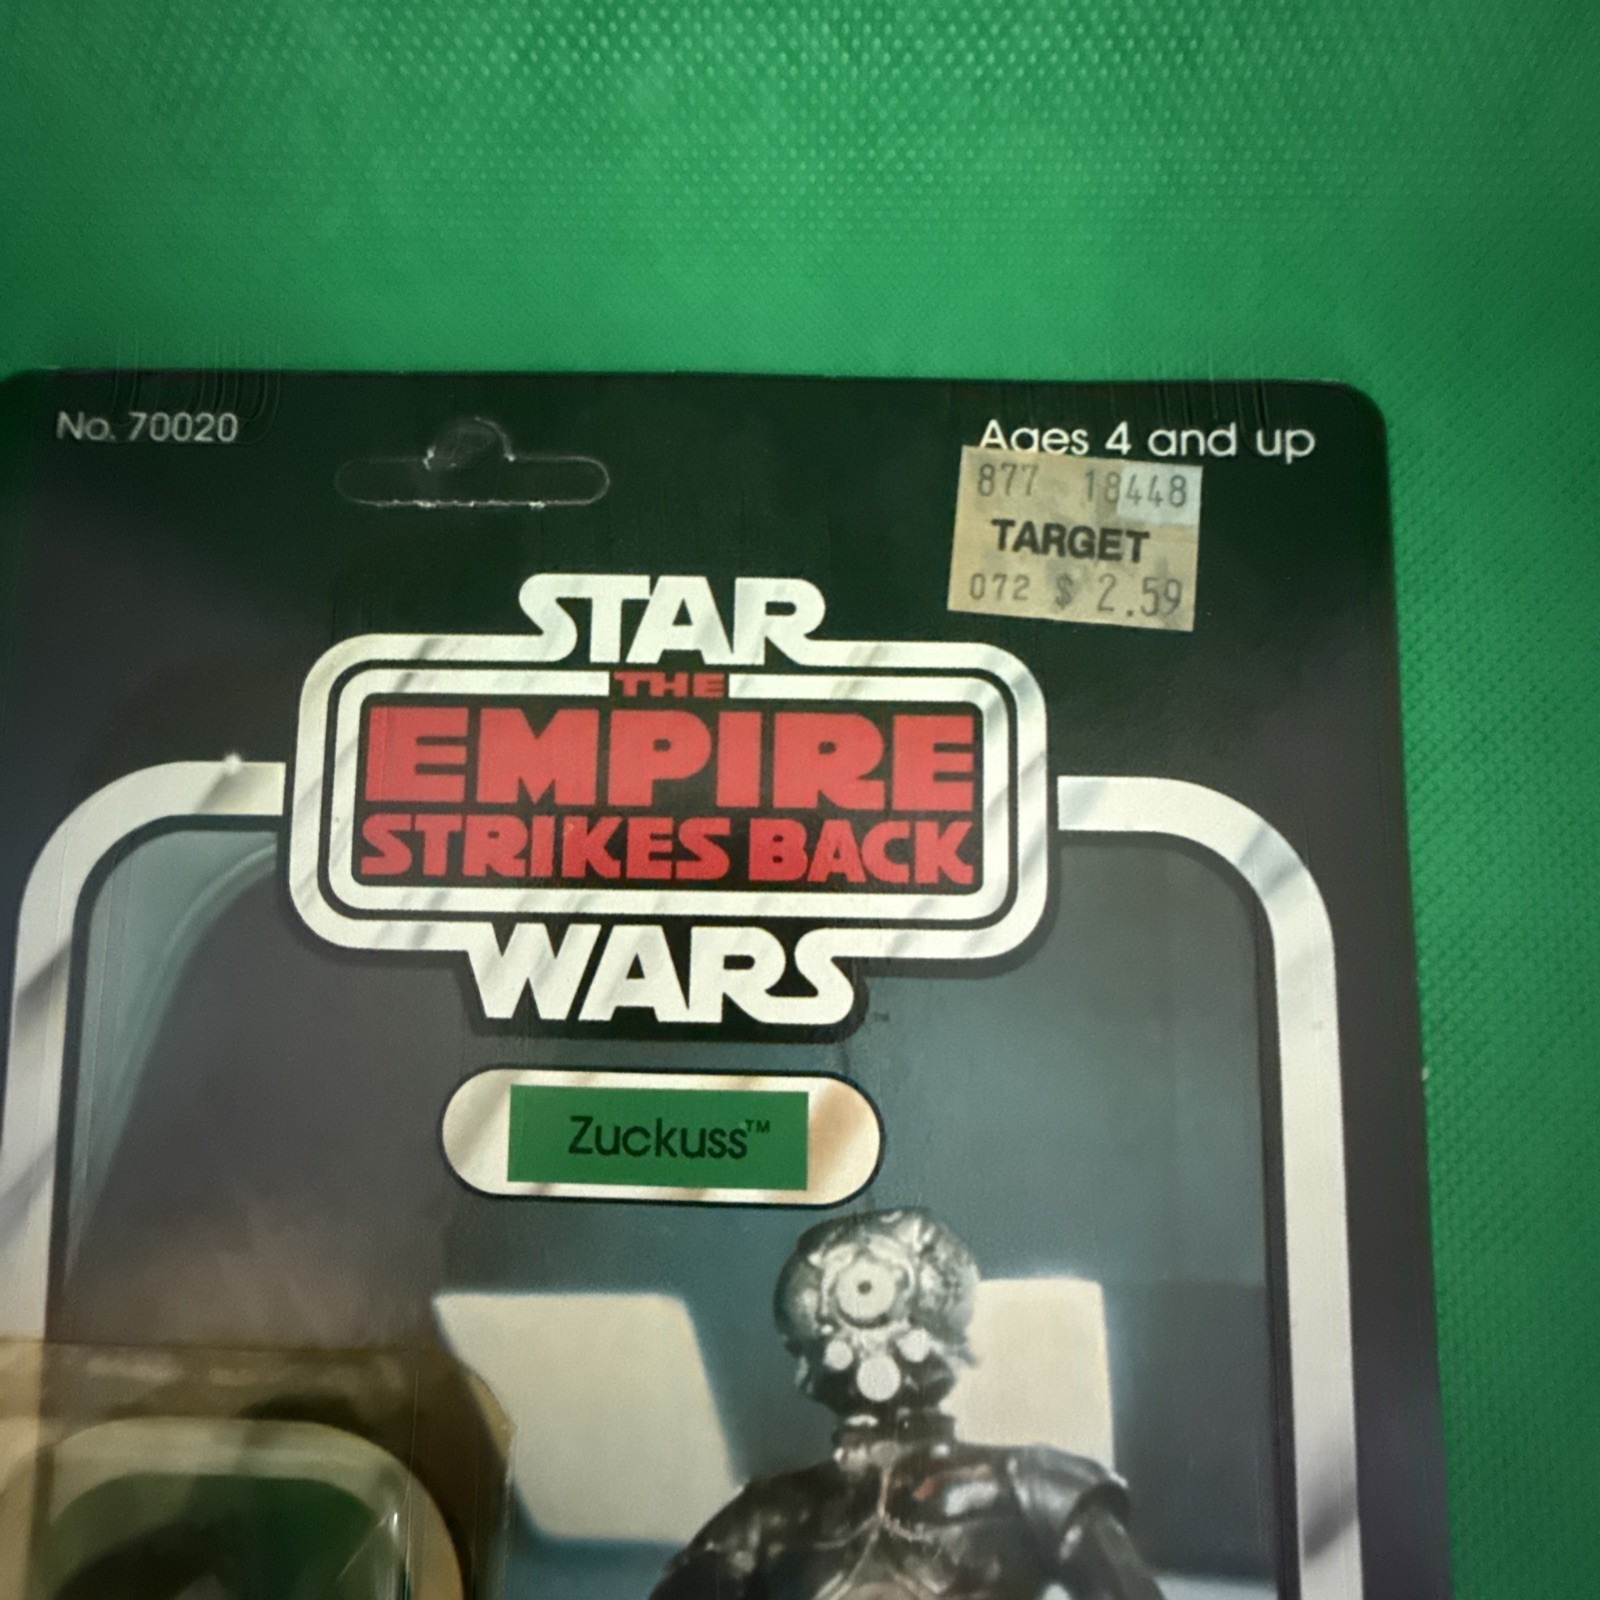 No. 70020
Ages 4 and up
877 18448
TARGET
072 $ 2.59
STAR
THE
EMPIRE
STRIKES BACK
WARS
Zuckuss™